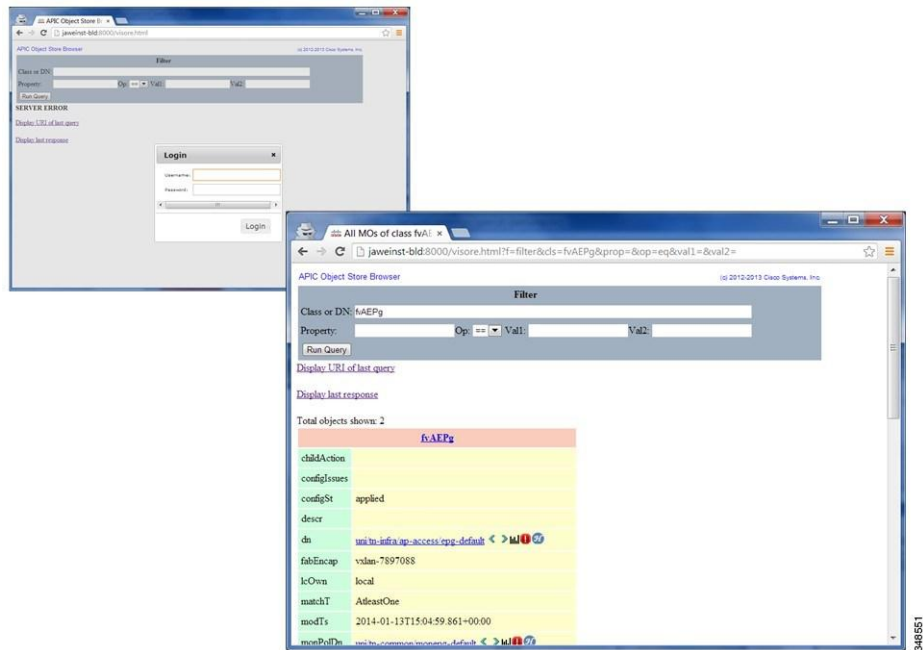 APIC Object Store Br
jaweinst-bld:8000/visore.html
APIC Object Store Browser
(c) 2012-2013 Cisco Systems, Inc.
Filter
Class or DN:
Property: Op: == Val1: Val2:
Run Query
SERVER ERROR
Display URI of last query
Display last response
Login
Username:
Password:
Login
All MOs of class fvAE
jaweinst-bld:8000/visore.html?f=filter&cls=fvAEPg&prop=&op=eq&val1=&val2=
APIC Object Store Browser
(c) 2012-2013 Cisco Systems, Inc.
Filter
Class or DN: fvAEPg
Property: Op: == Val1: Val2:
Run Query
Display URI of last query
Display last response
Total objects shown: 2
fvAEPg
childAction
configIssues
configSt applied
descr
dn uni/tn-infra/ap-access/epg-default < >
fabEncap vxlan-7897088
lcOwn local
matchT AtleastOne
modTs 2014-01-13T15:04:59.861+00:00
monPolDn uni/tn-common/monepg-default < >
348551